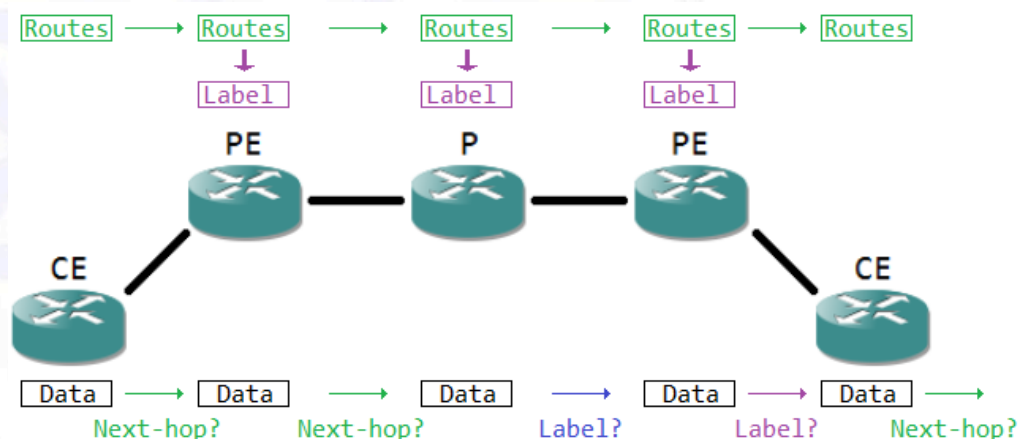 Routes Routes Routes Routes Routes
Label Label Label
PE P PE
CE CE
Data Data Data Data Data
Next-hop? Next-hop? Label? Label? Next-hop?